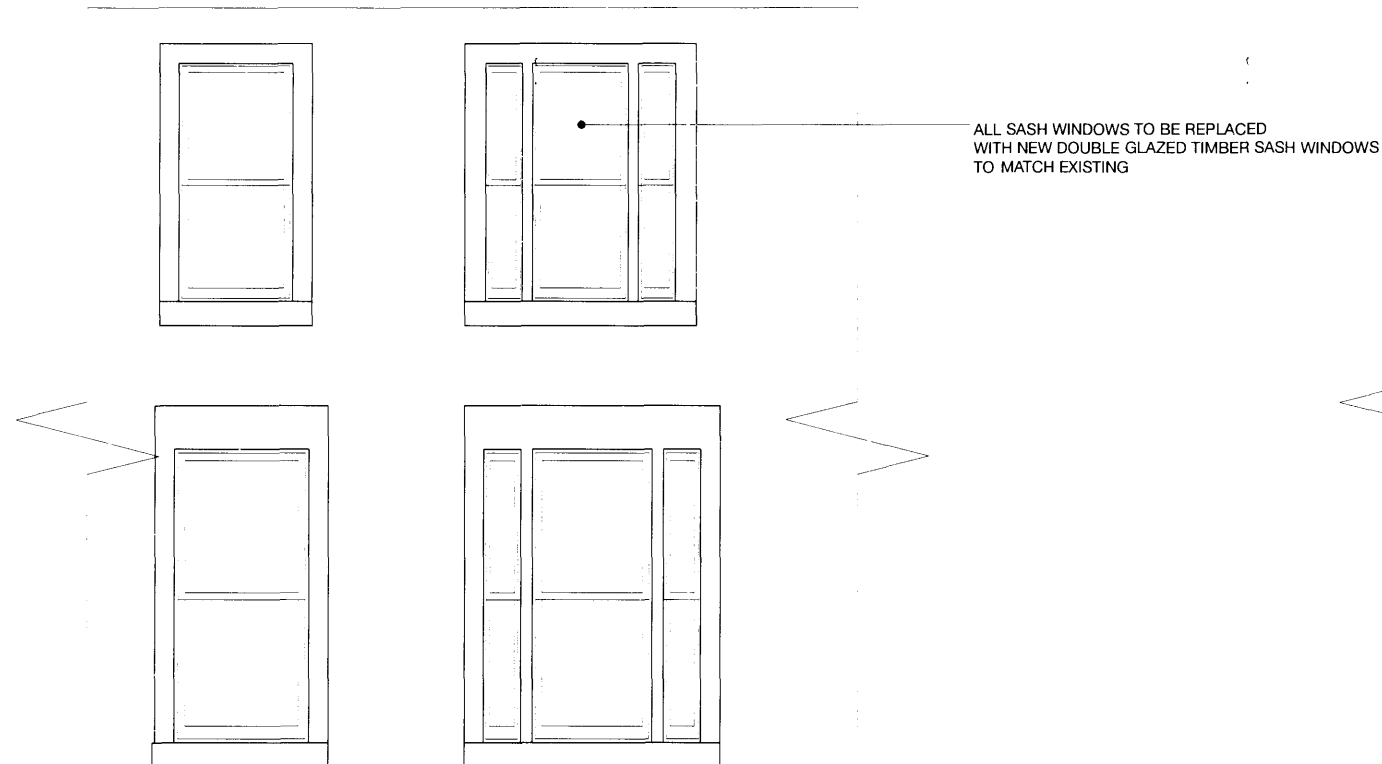 ALL SASH WINDOWS TO BE REPLACED
WITH NEW DOUBLE GLAZED TIMBER SASH WINDOWS
TO MATCH EXISTING